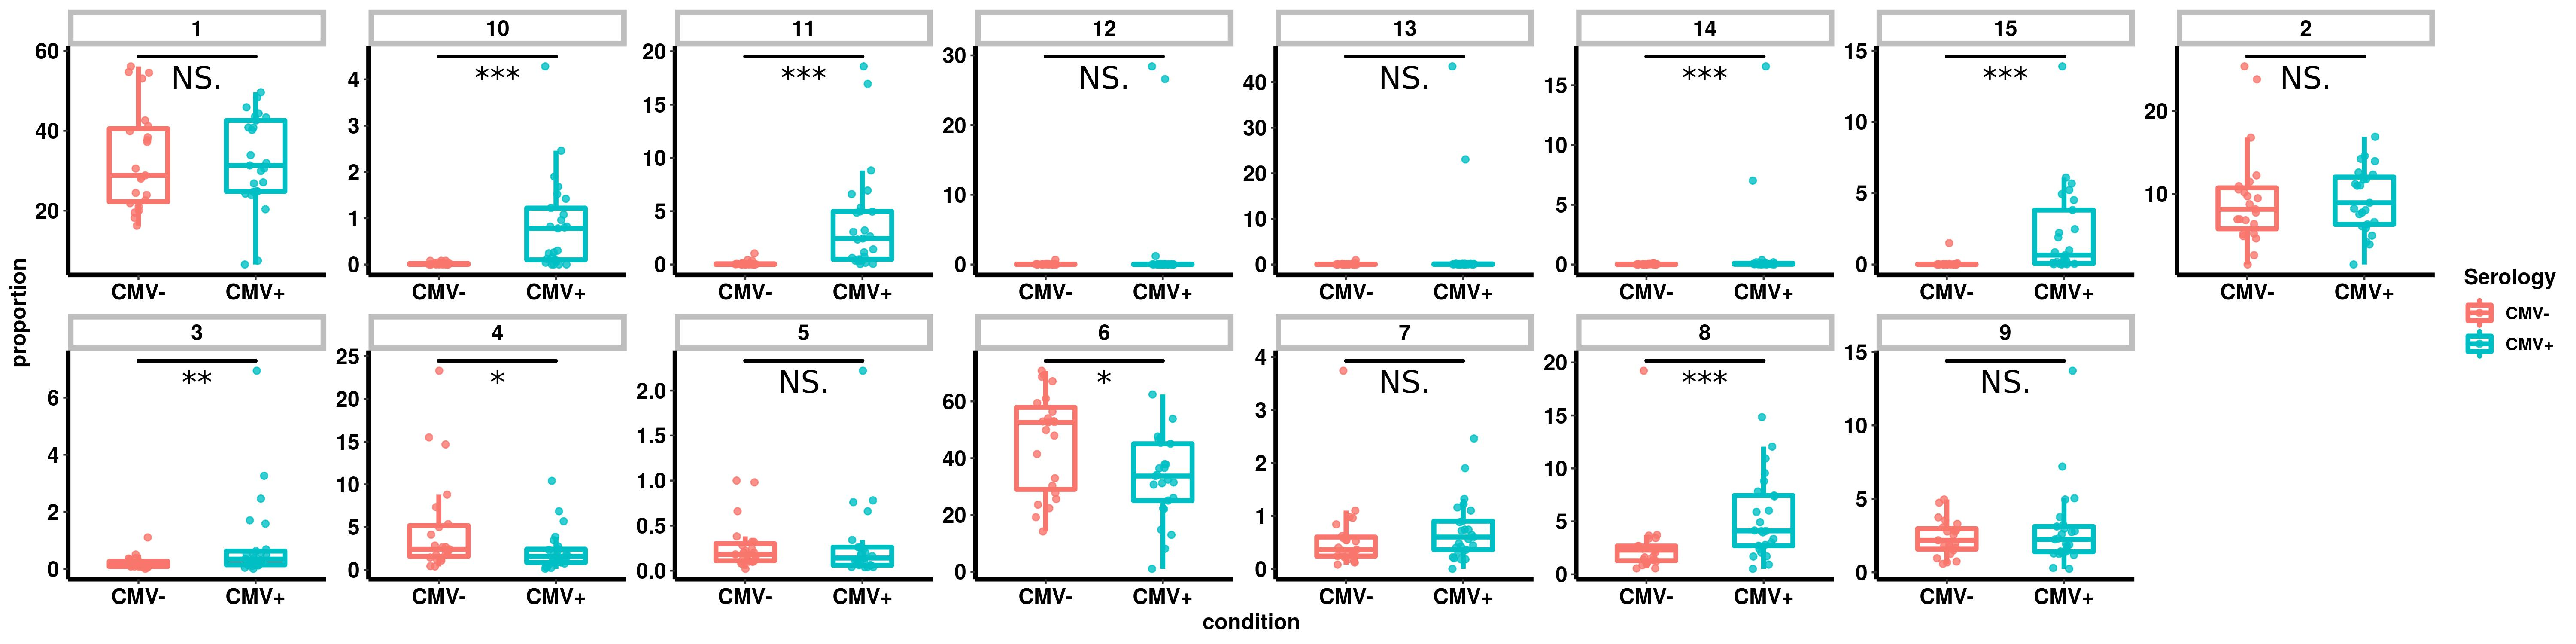 1 10 11 12 13 14 15 2
NS. *** *** NS. NS. *** *** NS.
60 40 20
4 3 2 1 0
20 15 10 5 0
30 20 10 0
40 30 20 10 0
15 10 5 0
15 10 5 0
20 10
CMV- CMV+ CMV- CMV+ CMV- CMV+ CMV- CMV+ CMV- CMV+ CMV- CMV+ CMV- CMV+ CMV- CMV+
proportion
3 4 5 6 7 8 9
** * NS. * NS. *** NS.
6 4 2 0
25 20 15 10 5 0
2.0 1.5 1.0 0.5 0.0
60 40 20 0
4 3 2 1 0
20 15 10 5 0
15 10 5 0
CMV- CMV+ CMV- CMV+ CMV- CMV+ CMV- CMV+ CMV- CMV+ CMV- CMV+ CMV- CMV+
condition
Serology
CMV-
CMV+